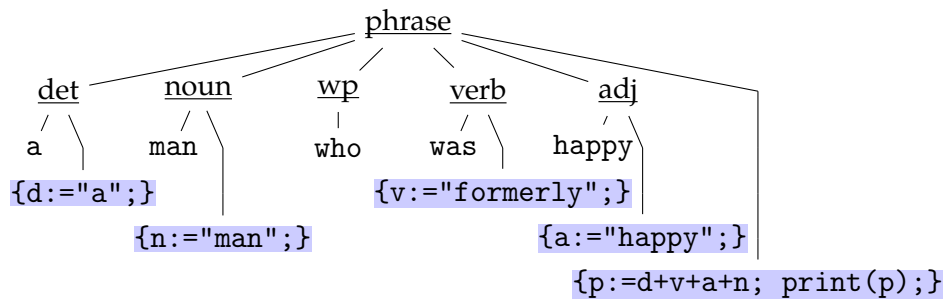 phrase
det noun wp verb adj
a man who was happy
{d:="a";} {v:="formerly";}
{n:="man";} {a:="happy";}
{p:=d+v+a+n; print(p);}